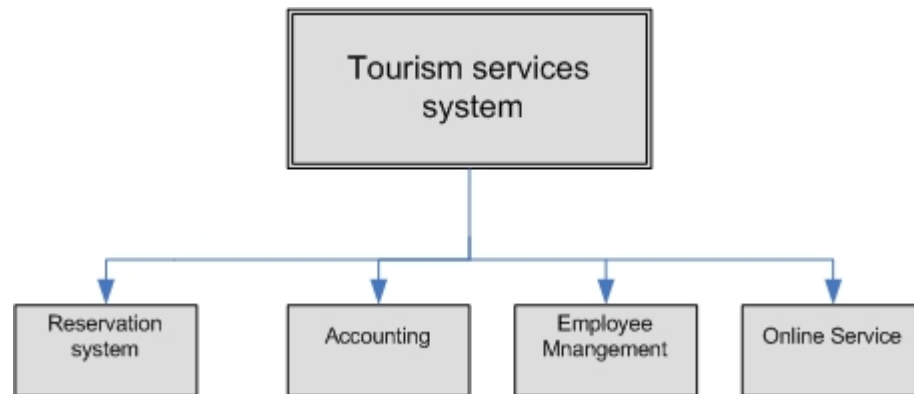 Tourism services
system
Reservation
system
Accounting
Employee
Mnangement
Online Service